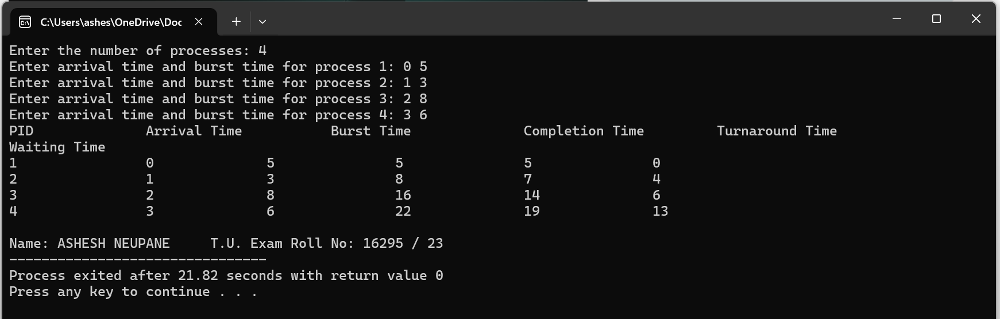 C:\Users\ashes\OneDrive\Doc
Enter the number of processes: 4
Enter arrival time and burst time for process 1: 0 5
Enter arrival time and burst time for process 2: 1 3
Enter arrival time and burst time for process 3: 2 8
Enter arrival time and burst time for process 4: 3 6
PID Arrival Time Burst Time Completion Time Turnaround Time
Waiting Time
1 0 5 5 5 0
2 1 3 8 7 4
3 2 8 16 14 6
4 3 6 22 19 13
Name: ASHESH NEUPANE T.U. Exam Roll No: 16295 / 23
--------------------------------
Process exited after 21.82 seconds with return value 0
Press any key to continue . . .